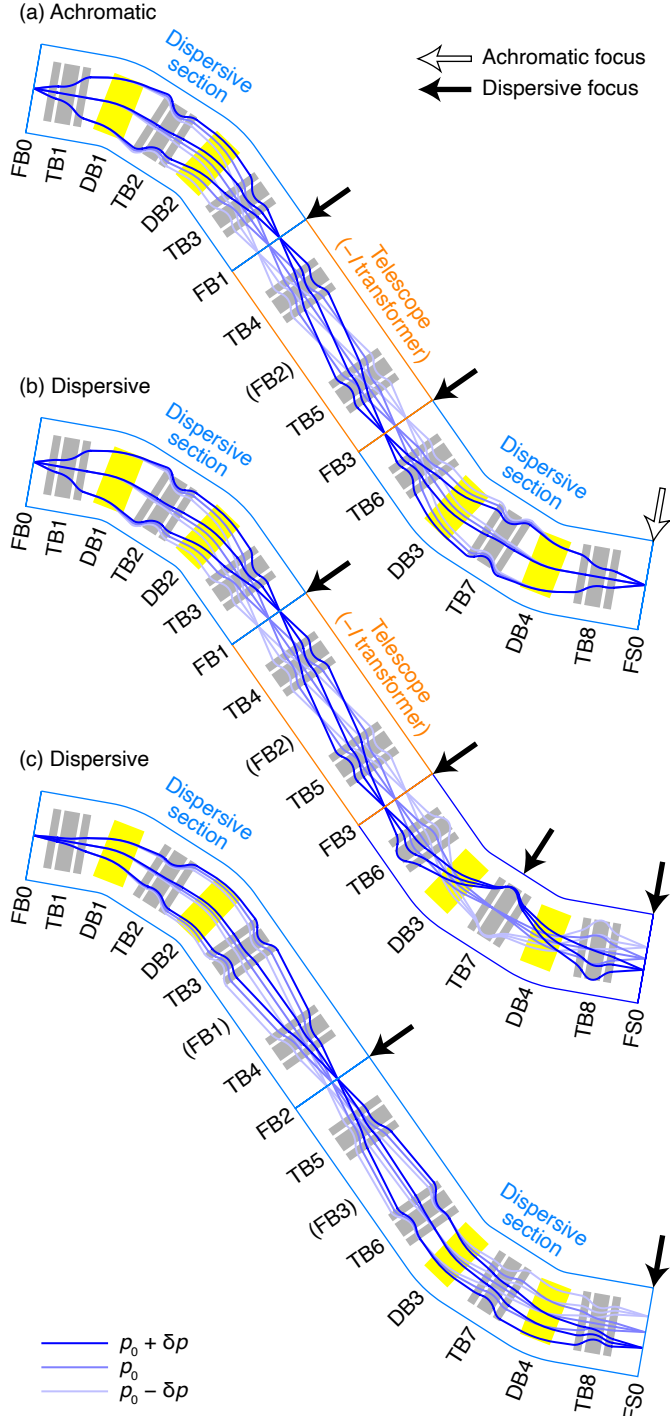 (a) Achromatic
Achromatic focus
Dispersive focus
Dispersive
section
FB0
TB1
DB1
TB2
DB2
TB3
FB1
TB4
(FB2)
TB5
FB3
TB6
DB3
TB7
DB4
TB8
FS0
Telescope
(−I transformer)
Dispersive
section
(b) Dispersive
Dispersive
section
FB0
TB1
DB1
TB2
DB2
TB3
FB1
TB4
(FB2)
TB5
FB3
TB6
DB3
TB7
DB4
TB8
FS0
Telescope
(−I transformer)
(c) Dispersive
Dispersive
section
FB0
TB1
DB1
TB2
DB2
TB3
(FB1)
TB4
FB2
TB5
(FB3)
TB6
DB3
TB7
DB4
TB8
FS0
Dispersive
section
p₀ + δp
p₀
p₀ − δp